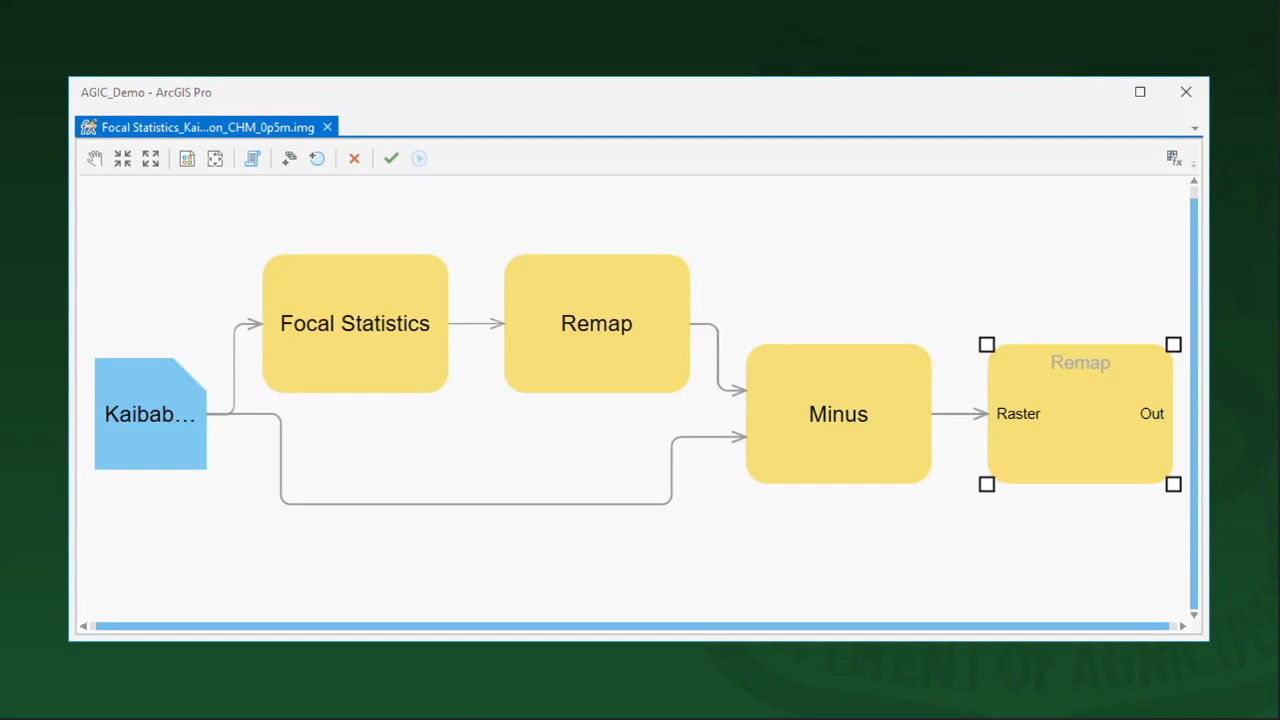 AGIC_Demo - ArcGIS Pro
Focal Statistics_Kai...on_CHM_0p5m.img
Focal Statistics
Remap
Kaibab...
Minus
Remap
Raster
Out